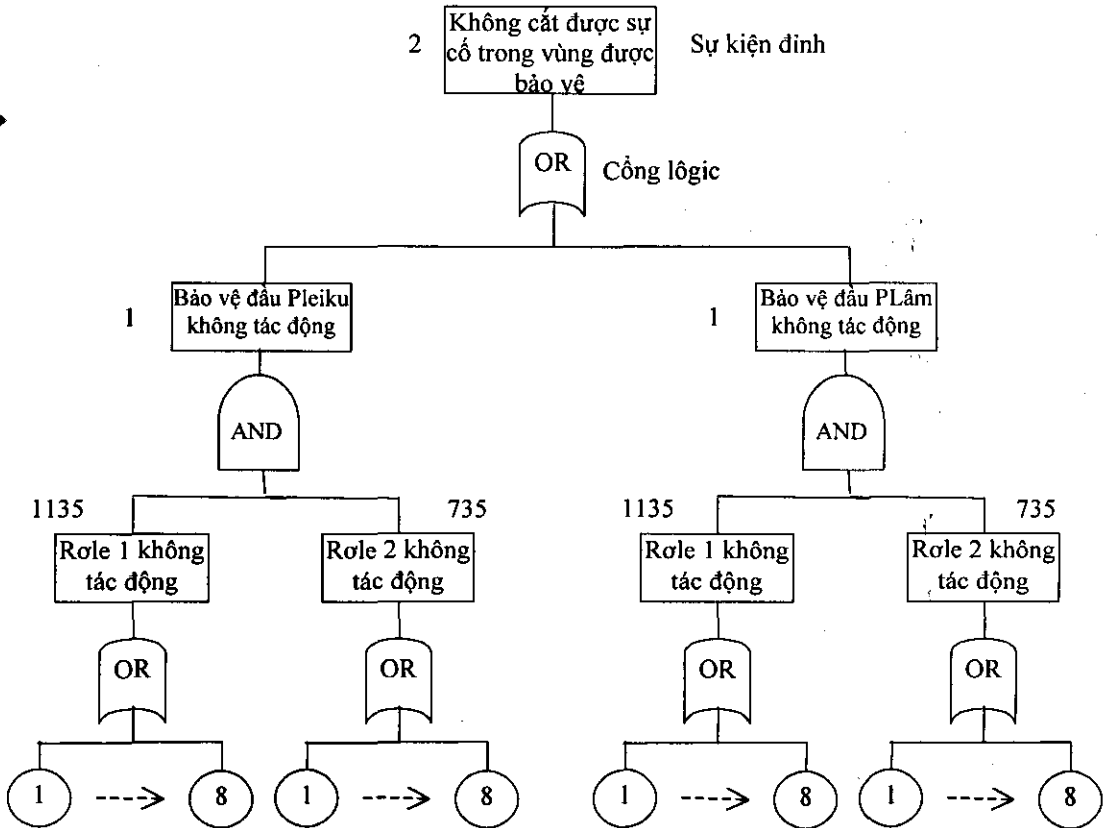 Không cắt được sự
2
cố trong vùng được
Sự kiện đỉnh
bảo vệ
OR
Cổng lôgic
Bảo vệ đầu Pleiku
1
không tác động
Bảo vệ đầu PLâm
1
không tác động
AND
AND
1135
735
1135
735
Rơle 1 không
tác động
Rơle 2 không
tác động
Rơle 1 không
tác động
Rơle 2 không
tác động
OR
OR
OR
OR
1
8
1
8
1
8
1
8